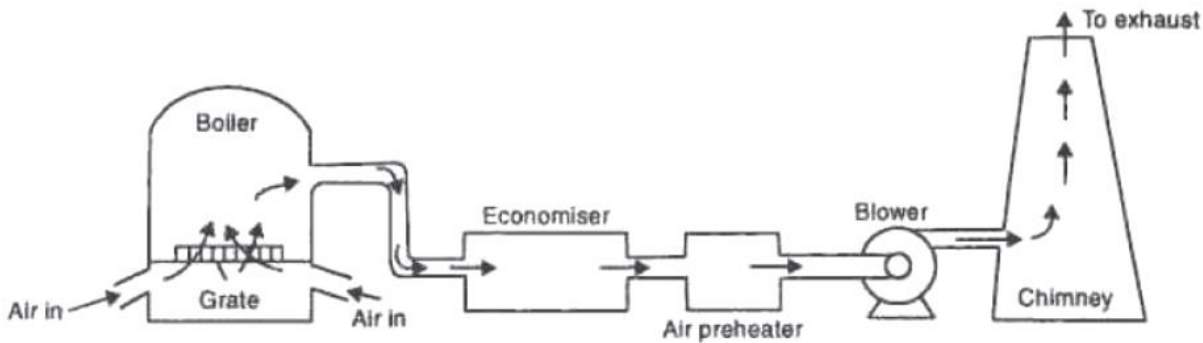 To exhaust
Boiler
Economiser
Blower
Air in
Grate
Air in
Air preheater
Chimney